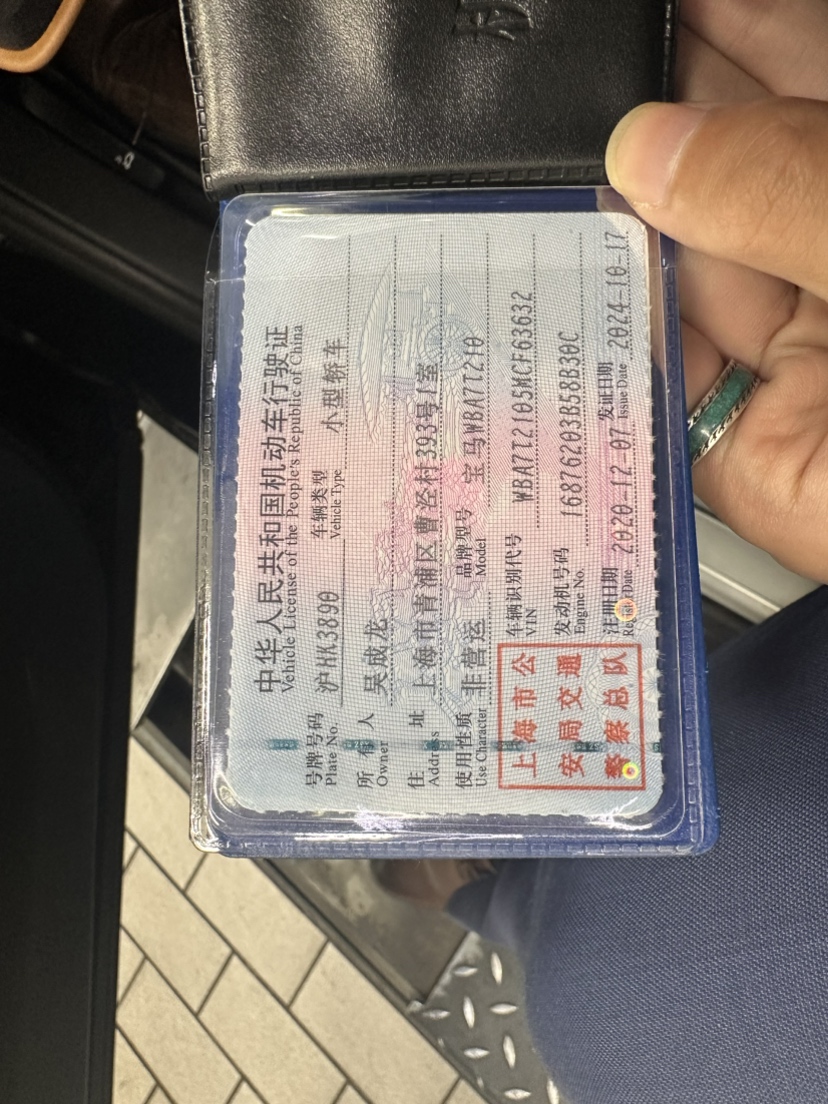 中华人民共和国机动车行驶证
Vehicle License of the People's Republic of China
号牌号码 沪HK3890 车辆类型 小型轿车
Plate No. Vehicle Type
所有人 吴成龙
Owner
住址 上海市青浦区曹泾村393号1室
Address
使用性质 非营运 品牌型号 宝马WBA7T210
Use Character Model
上海市公
安局交通
警察总队
车辆识别代号 WBA7T2105MCF63632
VIN
发动机号码 16876203B58B30C
Engine No.
注册日期 2020-12-07 发证日期 2024-10-17
Register Date Issue Date